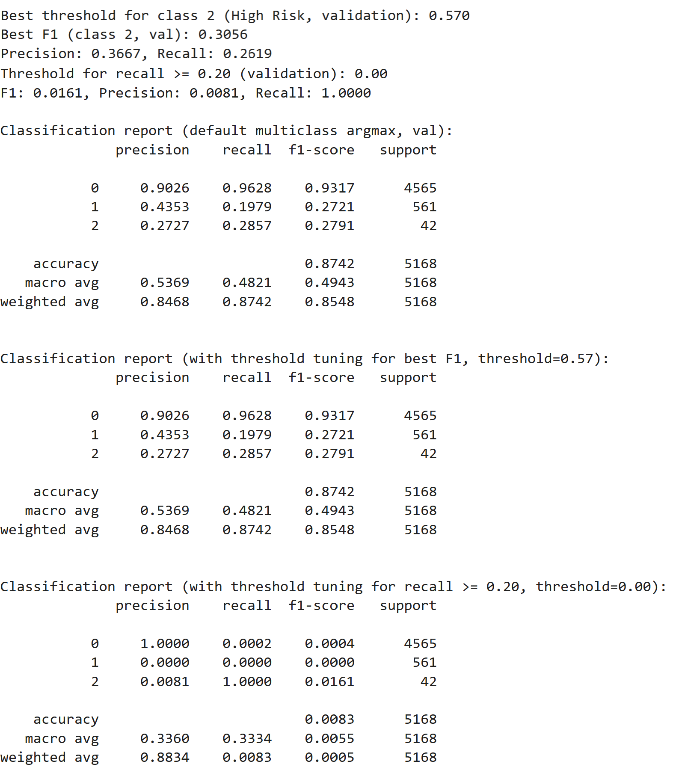 Best threshold for class 2 (High Risk, validation): 0.570
Best F1 (class 2, val): 0.3056
Precision: 0.3667, Recall: 0.2619
Threshold for recall >= 0.20 (validation): 0.00
F1: 0.0161, Precision: 0.0081, Recall: 1.0000

Classification report (default multiclass argmax, val):
              precision    recall  f1-score   support

           0     0.9026    0.9628    0.9317      4565
           1     0.4353    0.1979    0.2721       561
           2     0.2727    0.2857    0.2791        42

    accuracy                         0.8742      5168
   macro avg     0.5369    0.4821    0.4943      5168
weighted avg     0.8468    0.8742    0.8548      5168

Classification report (with threshold tuning for best F1, threshold=0.57):
              precision    recall  f1-score   support

           0     0.9026    0.9628    0.9317      4565
           1     0.4353    0.1979    0.2721       561
           2     0.2727    0.2857    0.2791        42

    accuracy                         0.8742      5168
   macro avg     0.5369    0.4821    0.4943      5168
weighted avg     0.8468    0.8742    0.8548      5168

Classification report (with threshold tuning for recall >= 0.20, threshold=0.00):
              precision    recall  f1-score   support

           0     1.0000    0.0002    0.0004      4565
           1     0.0000    0.0000    0.0000       561
           2     0.0081    1.0000    0.0161        42

    accuracy                         0.0083      5168
   macro avg     0.3360    0.3334    0.0055      5168
weighted avg     0.8834    0.0083    0.0005      5168